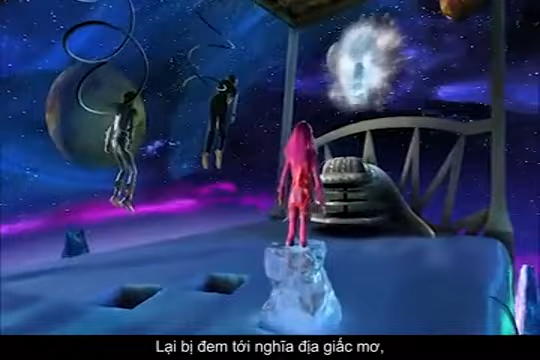 Lại bị đem tới nghĩa địa giấc mơ,